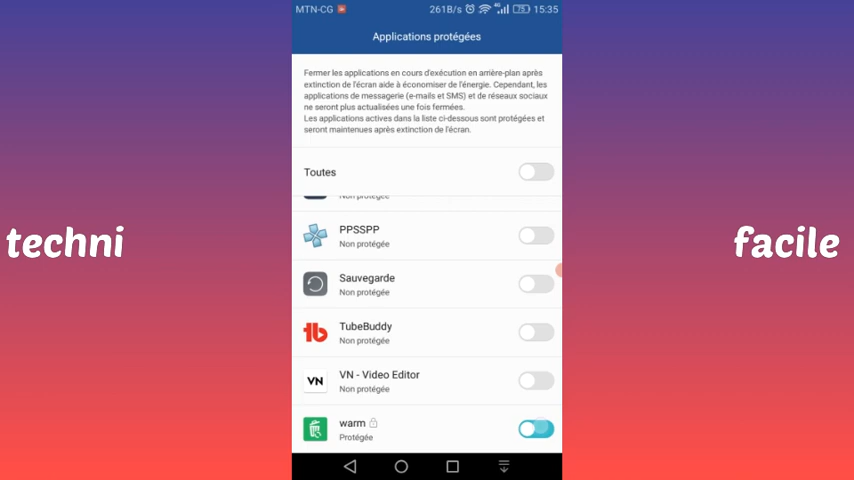 MTN-CG 261B/s 4G 75 15:35
Applications protégées
Fermer les applications en cours d'exécution en arrière-plan après
extinction de l'écran aide à économiser de l'énergie. Cependant, les
applications de messagerie (e-mails et SMS) et de réseaux sociaux
ne seront plus actualisées une fois fermées.
Les applications actives dans la liste ci-dessous sont protégées et
seront maintenues après extinction de l'écran.
Toutes
Non protégée
PPSSPP
Non protégée
techni
facile
Sauvegarde
Non protégée
tb
TubeBuddy
Non protégée
VN
VN - Video Editor
Non protégée
warm
Protégée